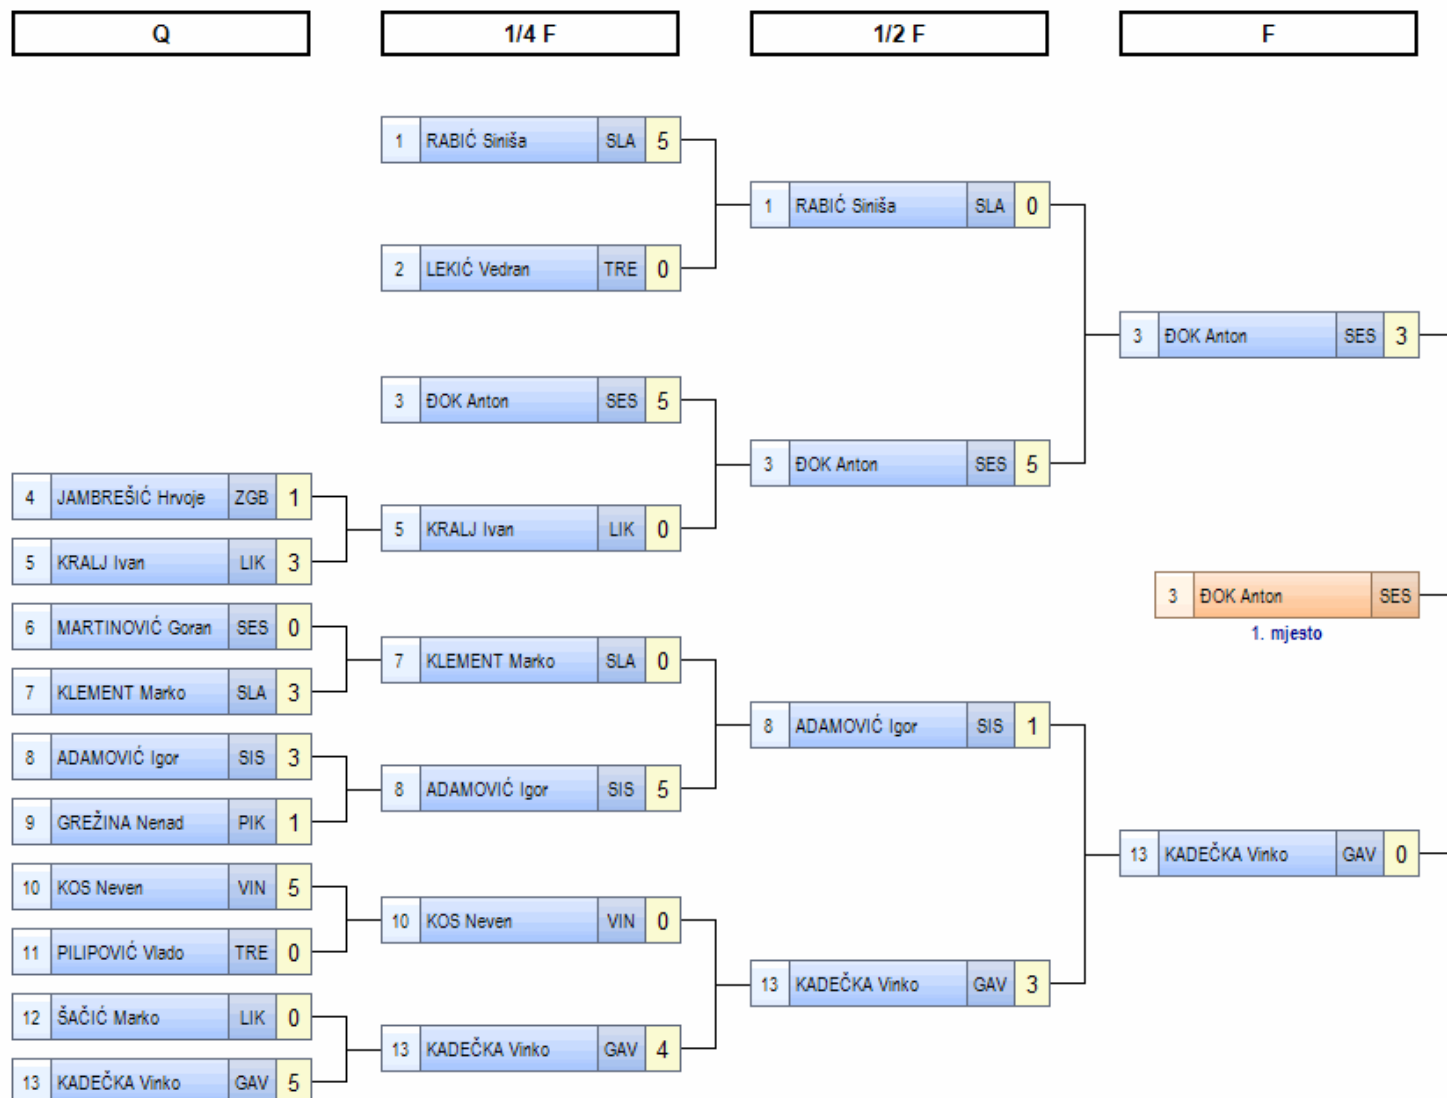 Q 1/4 F 1/2 F F
1 RABIĆ Siniša SLA 5
1 RABIĆ Siniša SLA 0
2 LEKIĆ Vedran TRE 0
3 ĐOK Anton SES 3
3 ĐOK Anton SES 5
3 ĐOK Anton SES 5
4 JAMBREŠIĆ Hrvoje ZGB 1
5 KRALJ Ivan LIK 0
5 KRALJ Ivan LIK 3
3 ĐOK Anton SES
1. mjesto
6 MARTINOVIĆ Goran SES 0
7 KLEMENT Marko SLA 0
7 KLEMENT Marko SLA 3
8 ADAMOVIĆ Igor SIS 1
8 ADAMOVIĆ Igor SIS 3
8 ADAMOVIĆ Igor SIS 5
9 GREŽINA Nenad PIK 1
13 KADEČKA Vinko GAV 0
10 KOS Neven VIN 5
10 KOS Neven VIN 0
11 PILIPOVIĆ Vlado TRE 0
13 KADEČKA Vinko GAV 3
12 ŠAČIĆ Marko LIK 0
13 KADEČKA Vinko GAV 4
13 KADEČKA Vinko GAV 5